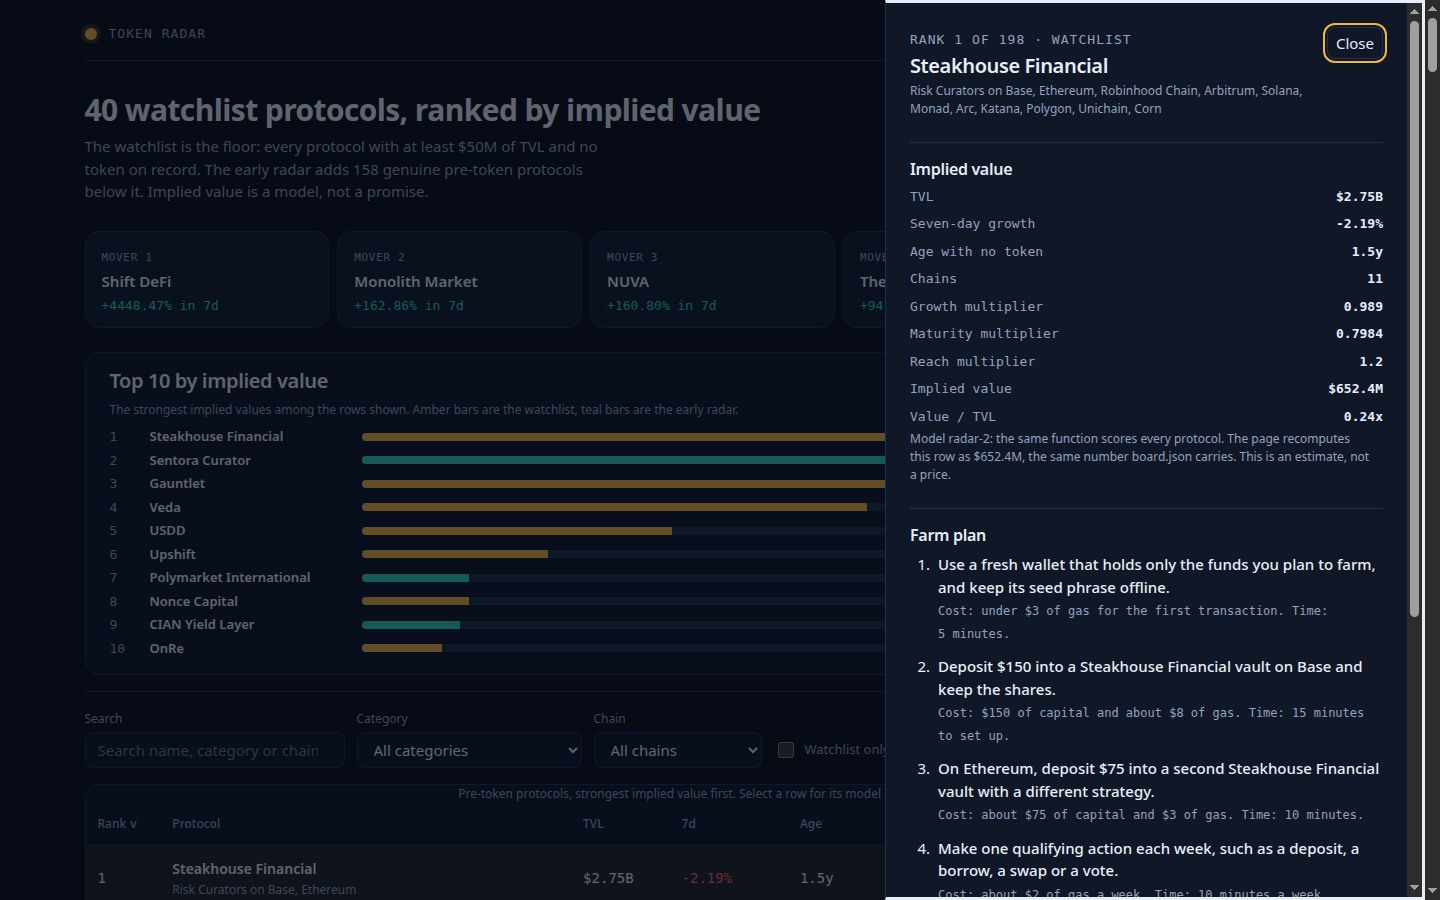 TOKEN RADAR
40 watchlist protocols, ranked by implied value
The watchlist is the floor: every protocol with at least $50M of TVL and no
token on record. The early radar adds 158 genuine pre-token protocols
below it. Implied value is a model, not a promise.
MOVER 1
Shift DeFi
+4448.47% in 7d
MOVER 2
Monolith Market
+162.86% in 7d
MOVER 3
NUVA
+160.80% in 7d
MOVE
The
+94
Top 10 by implied value
The strongest implied values among the rows shown. Amber bars are the watchlist, teal bars are the early radar.
1 Steakhouse Financial
2 Sentora Curator
3 Gauntlet
4 Veda
5 USDD
6 Upshift
7 Polymarket International
8 Nonce Capital
9 CIAN Yield Layer
10 OnRe
Search
Search name, category or chain
Category
All categories
Chain
All chains
Watchlist only
Pre-token protocols, strongest implied value first. Select a row for its model
Rank v Protocol TVL 7d Age
1 Steakhouse Financial $2.75B -2.19% 1.5y
Risk Curators on Base, Ethereum
RANK 1 OF 198 · WATCHLIST
Close
Steakhouse Financial
Risk Curators on Base, Ethereum, Robinhood Chain, Arbitrum, Solana,
Monad, Arc, Katana, Polygon, Unichain, Corn
Implied value
TVL $2.75B
Seven-day growth -2.19%
Age with no token 1.5y
Chains 11
Growth multiplier 0.989
Maturity multiplier 0.7984
Reach multiplier 1.2
Implied value $652.4M
Value / TVL 0.24x
Model radar-2: the same function scores every protocol. The page recomputes
this row as $652.4M, the same number board.json carries. This is an estimate, not
a price.
Farm plan
1. Use a fresh wallet that holds only the funds you plan to farm,
and keep its seed phrase offline.
Cost: under $3 of gas for the first transaction. Time:
5 minutes.
2. Deposit $150 into a Steakhouse Financial vault on Base and
keep the shares.
Cost: $150 of capital and about $8 of gas. Time: 15 minutes
to set up.
3. On Ethereum, deposit $75 into a second Steakhouse Financial
vault with a different strategy.
Cost: about $75 of capital and $3 of gas. Time: 10 minutes.
4. Make one qualifying action each week, such as a deposit, a
borrow, a swap or a vote.
Cost: about $2 of gas a week. Time: 10 minutes a week.